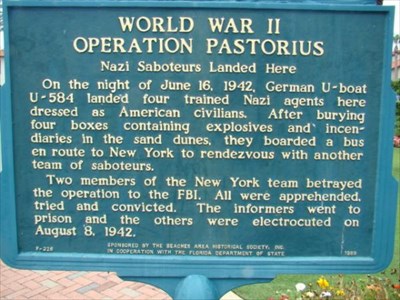 WORLD WAR II
OPERATION PASTORIUS
Nazi Saboteurs Landed Here
On the night of June 16, 1942, German U-boat
U-584 landed four trained Nazi agents here
dressed as American civilians. After burying
four boxes containing explosives and incen-
diaries in the sand dunes, they boarded a bus
en route to New York to rendezvous with another
team of saboteurs.
Two members of the New York team betrayed
the operation to the FBI. All were apprehended,
tried and convicted. The informers went to
prison and the others were electrocuted on
August 8, 1942.
SPONSORED BY THE BEACHES AREA HISTORICAL SOCIETY, INC.
IN COOPERATION WITH THE FLORIDA DEPARTMENT OF STATE